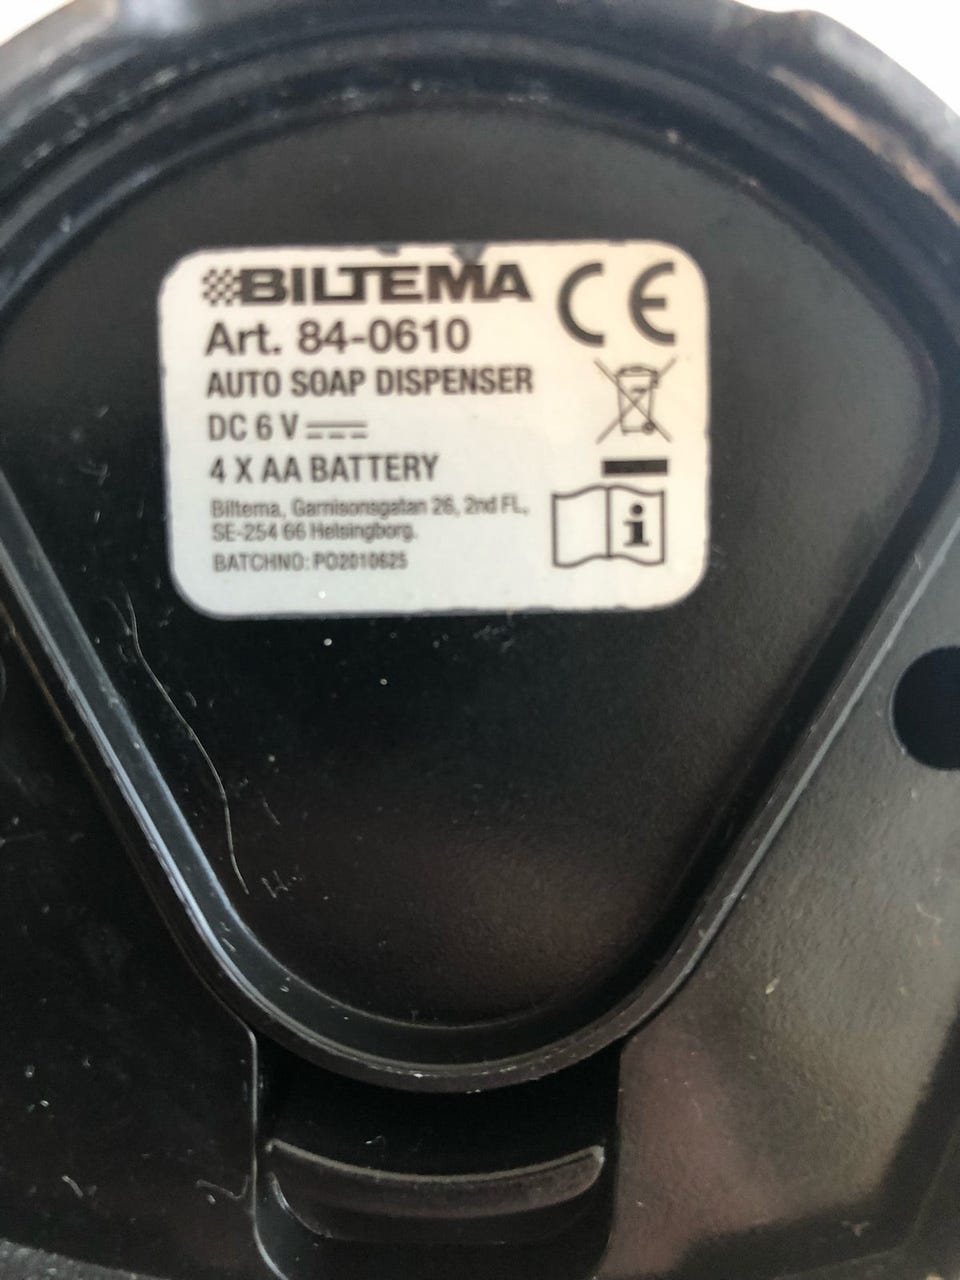 BILTEMA
Art. 84-0610
AUTO SOAP DISPENSER
DC 6 V
4 X AA BATTERY
Biltema, Garnisonsgatan 26, 2nd FL,
SE-254 66 Helsingborg.
BATCHNO: PO2010625
CE
i